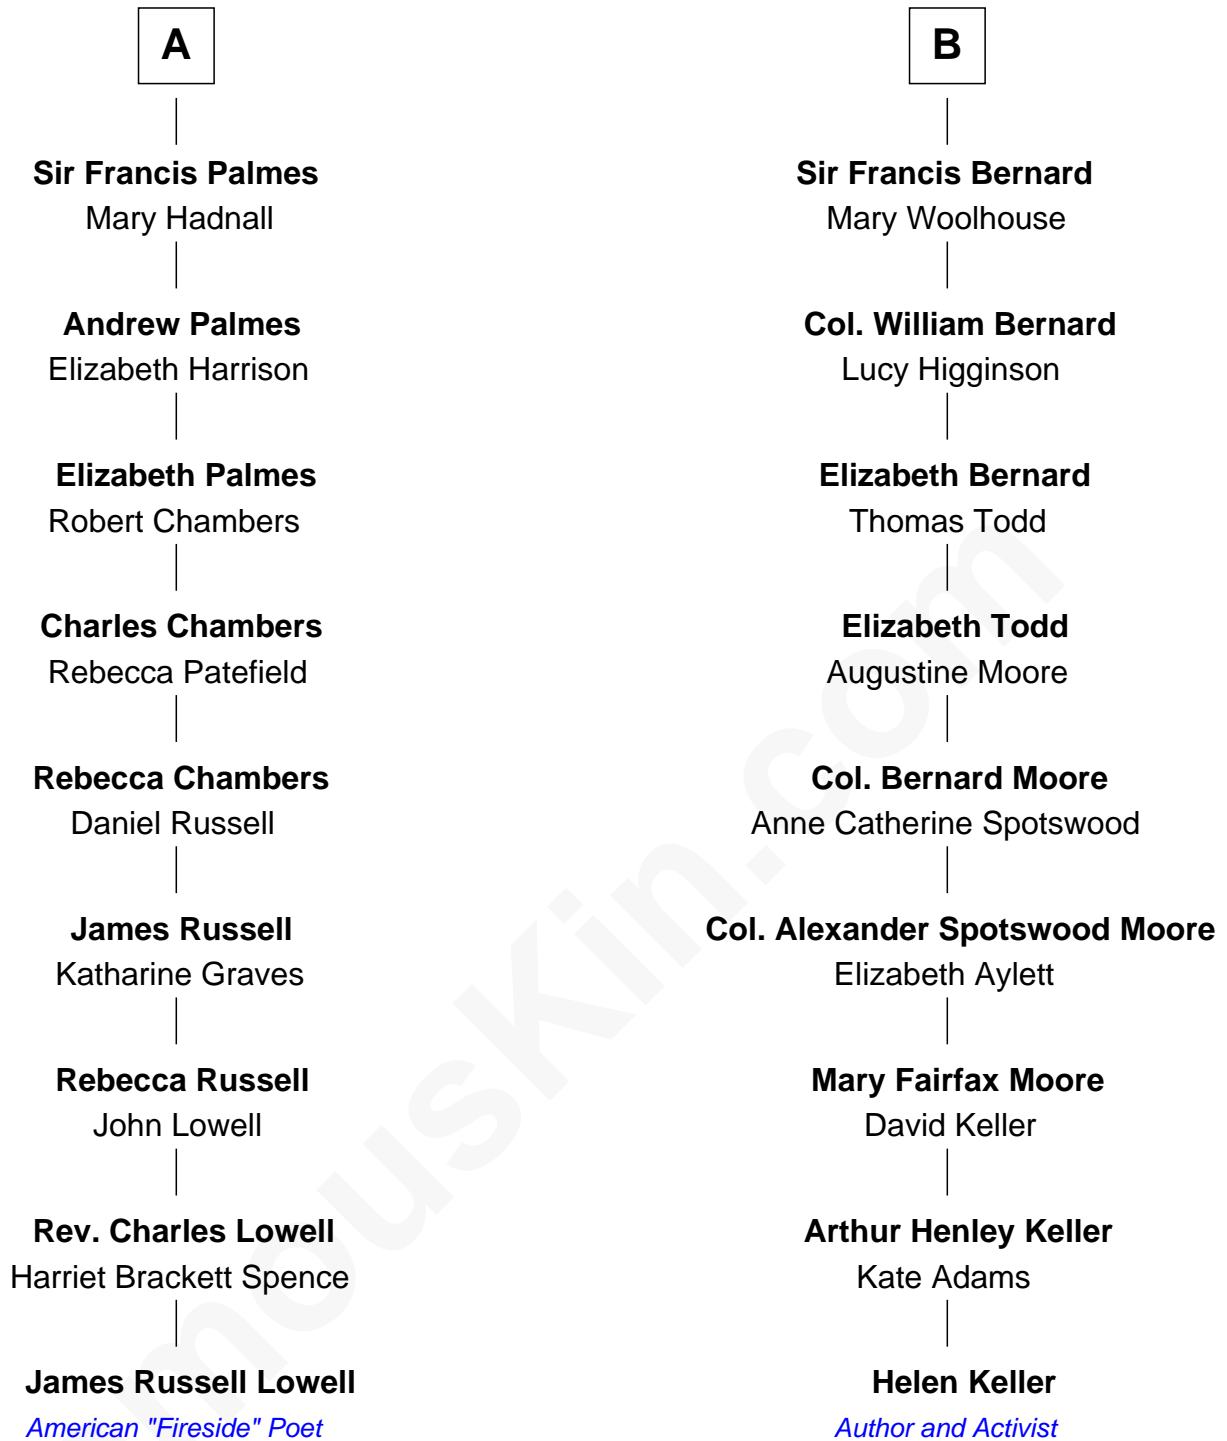 A
Sir Francis Palmes
Mary Hadnall
Andrew Palmes
Elizabeth Harrison
Elizabeth Palmes
Robert Chambers
Charles Chambers
Rebecca Patefield
Rebecca Chambers
Daniel Russell
James Russell
Katharine Graves
Rebecca Russell
John Lowell
Rev. Charles Lowell
Harriet Brackett Spence
James Russell Lowell
American "Fireside" Poet
B
Sir Francis Bernard
Mary Woolhouse
Col. William Bernard
Lucy Higginson
Elizabeth Bernard
Thomas Todd
Elizabeth Todd
Augustine Moore
Col. Bernard Moore
Anne Catherine Spotswood
Col. Alexander Spotswood Moore
Elizabeth Aylett
Mary Fairfax Moore
David Keller
Arthur Henley Keller
Kate Adams
Helen Keller
Author and Activist
mousKin.com